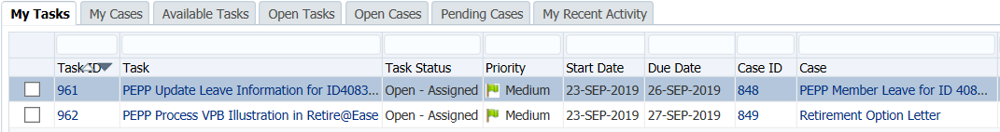 My Tasks My Cases Available Tasks Open Tasks Open Cases Pending Cases My Recent Activity
Task ID Task Task Status Priority Start Date Due Date Case ID Case
961 PEPP Update Leave Information for ID4083... Open - Assigned Medium 23-SEP-2019 26-SEP-2019 848 PEPP Member Leave for ID 408...
962 PEPP Process VPB Illustration in Retire@Ease Open - Assigned Medium 23-SEP-2019 27-SEP-2019 849 Retirement Option Letter